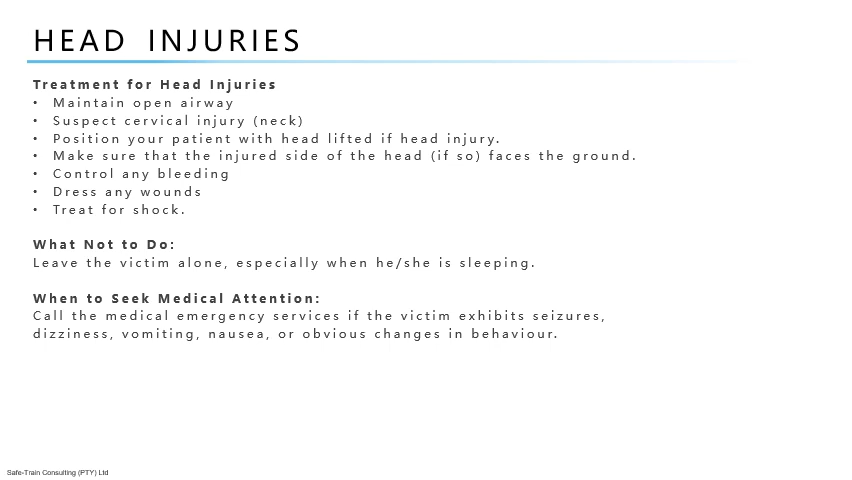 HEAD INJURIES
Treatment for Head Injuries
• Maintain open airway
• Suspect cervical injury (neck)
• Position your patient with head lifted if head injury.
• Make sure that the injured side of the head (if so) faces the ground.
• Control any bleeding
• Dress any wounds
• Treat for shock.
What Not to Do:
Leave the victim alone, especially when he/she is sleeping.
When to Seek Medical Attention:
Call the medical emergency services if the victim exhibits seizures,
dizziness, vomiting, nausea, or obvious changes in behaviour.
Safe-Train Consulting (PTY) Ltd